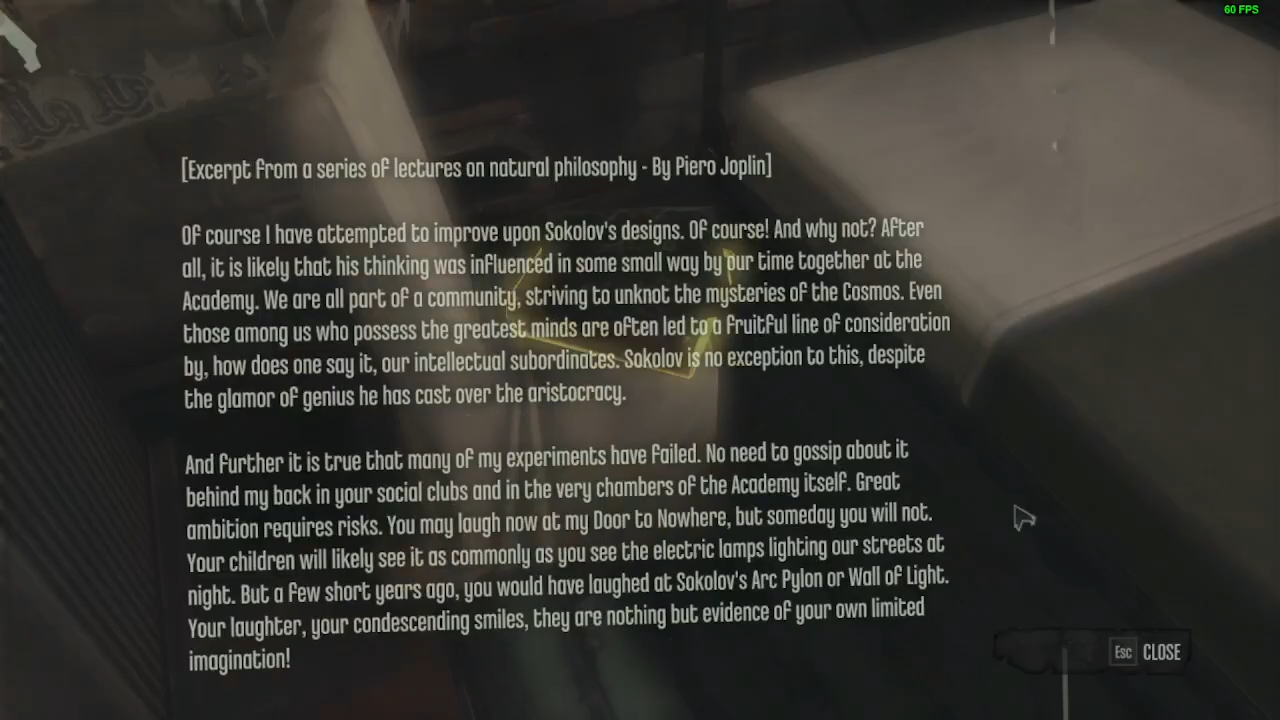 60 FPS
[Excerpt from a series of lectures on natural philosophy - By Piero Joplin]
Of course I have attempted to improve upon Sokolov's designs. Of course! And why not? After
all, it is likely that his thinking was influenced in some small way by our time together at the
Academy. We are all part of a community, striving to unknot the mysteries of the Cosmos. Even
those among us who possess the greatest minds are often led to a fruitful line of consideration
by, how does one say it, our intellectual subordinates. Sokolov is no exception to this, despite
the glamor of genius he has cast over the aristocracy.
And further it is true that many of my experiments have failed. No need to gossip about it
behind my back in your social clubs and in the very chambers of the Academy itself. Great
ambition requires risks. You may laugh now at my Door to Nowhere, but someday you will not.
Your children will likely see it as commonly as you see the electric lamps lighting our streets at
night. But a few short years ago, you would have laughed at Sokolov's Arc Pylon or Wall of Light.
Your laughter, your condescending smiles, they are nothing but evidence of your own limited
imagination!
Esc CLOSE